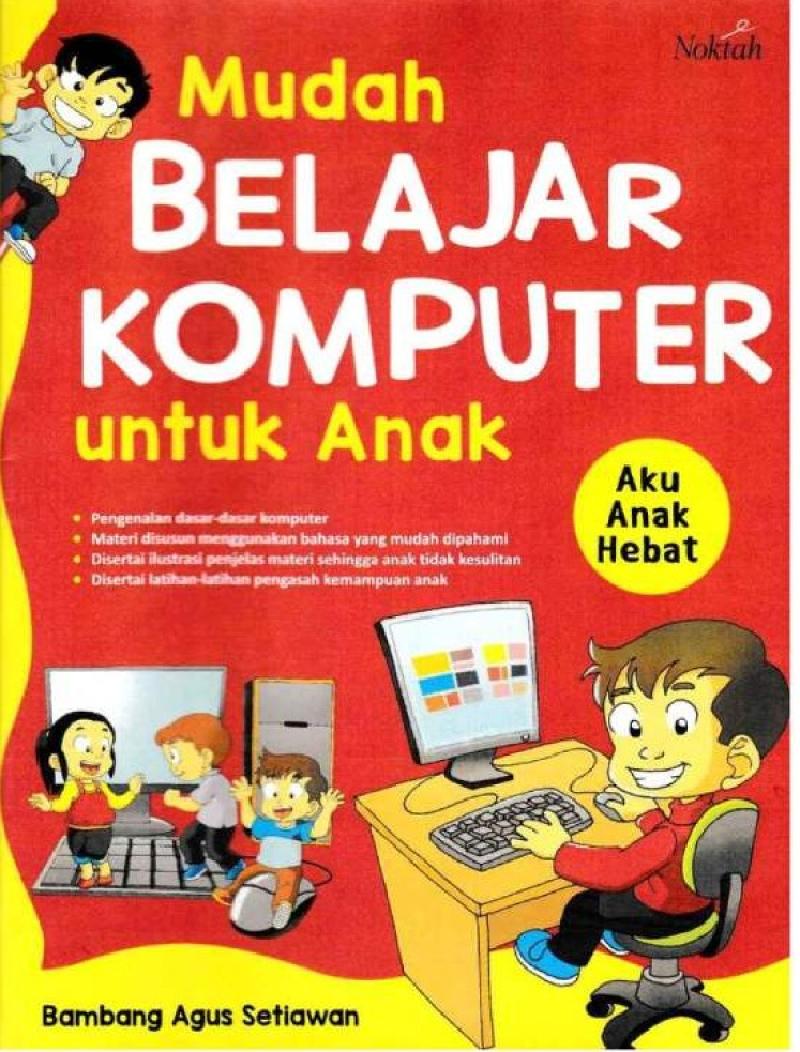 Noktah
Mudah
BELAJAR
KOMPUTER
untuk Anak
Aku
Anak
Hebat
• Pengenalan dasar-dasar komputer
• Materi disusun menggunakan bahasa yang mudah dipahami
• Disertai ilustrasi penjelas materi sehingga anak tidak kesulitan
• Disertai latihan-latihan pengasah kemampuan anak
Bambang Agus Setiawan